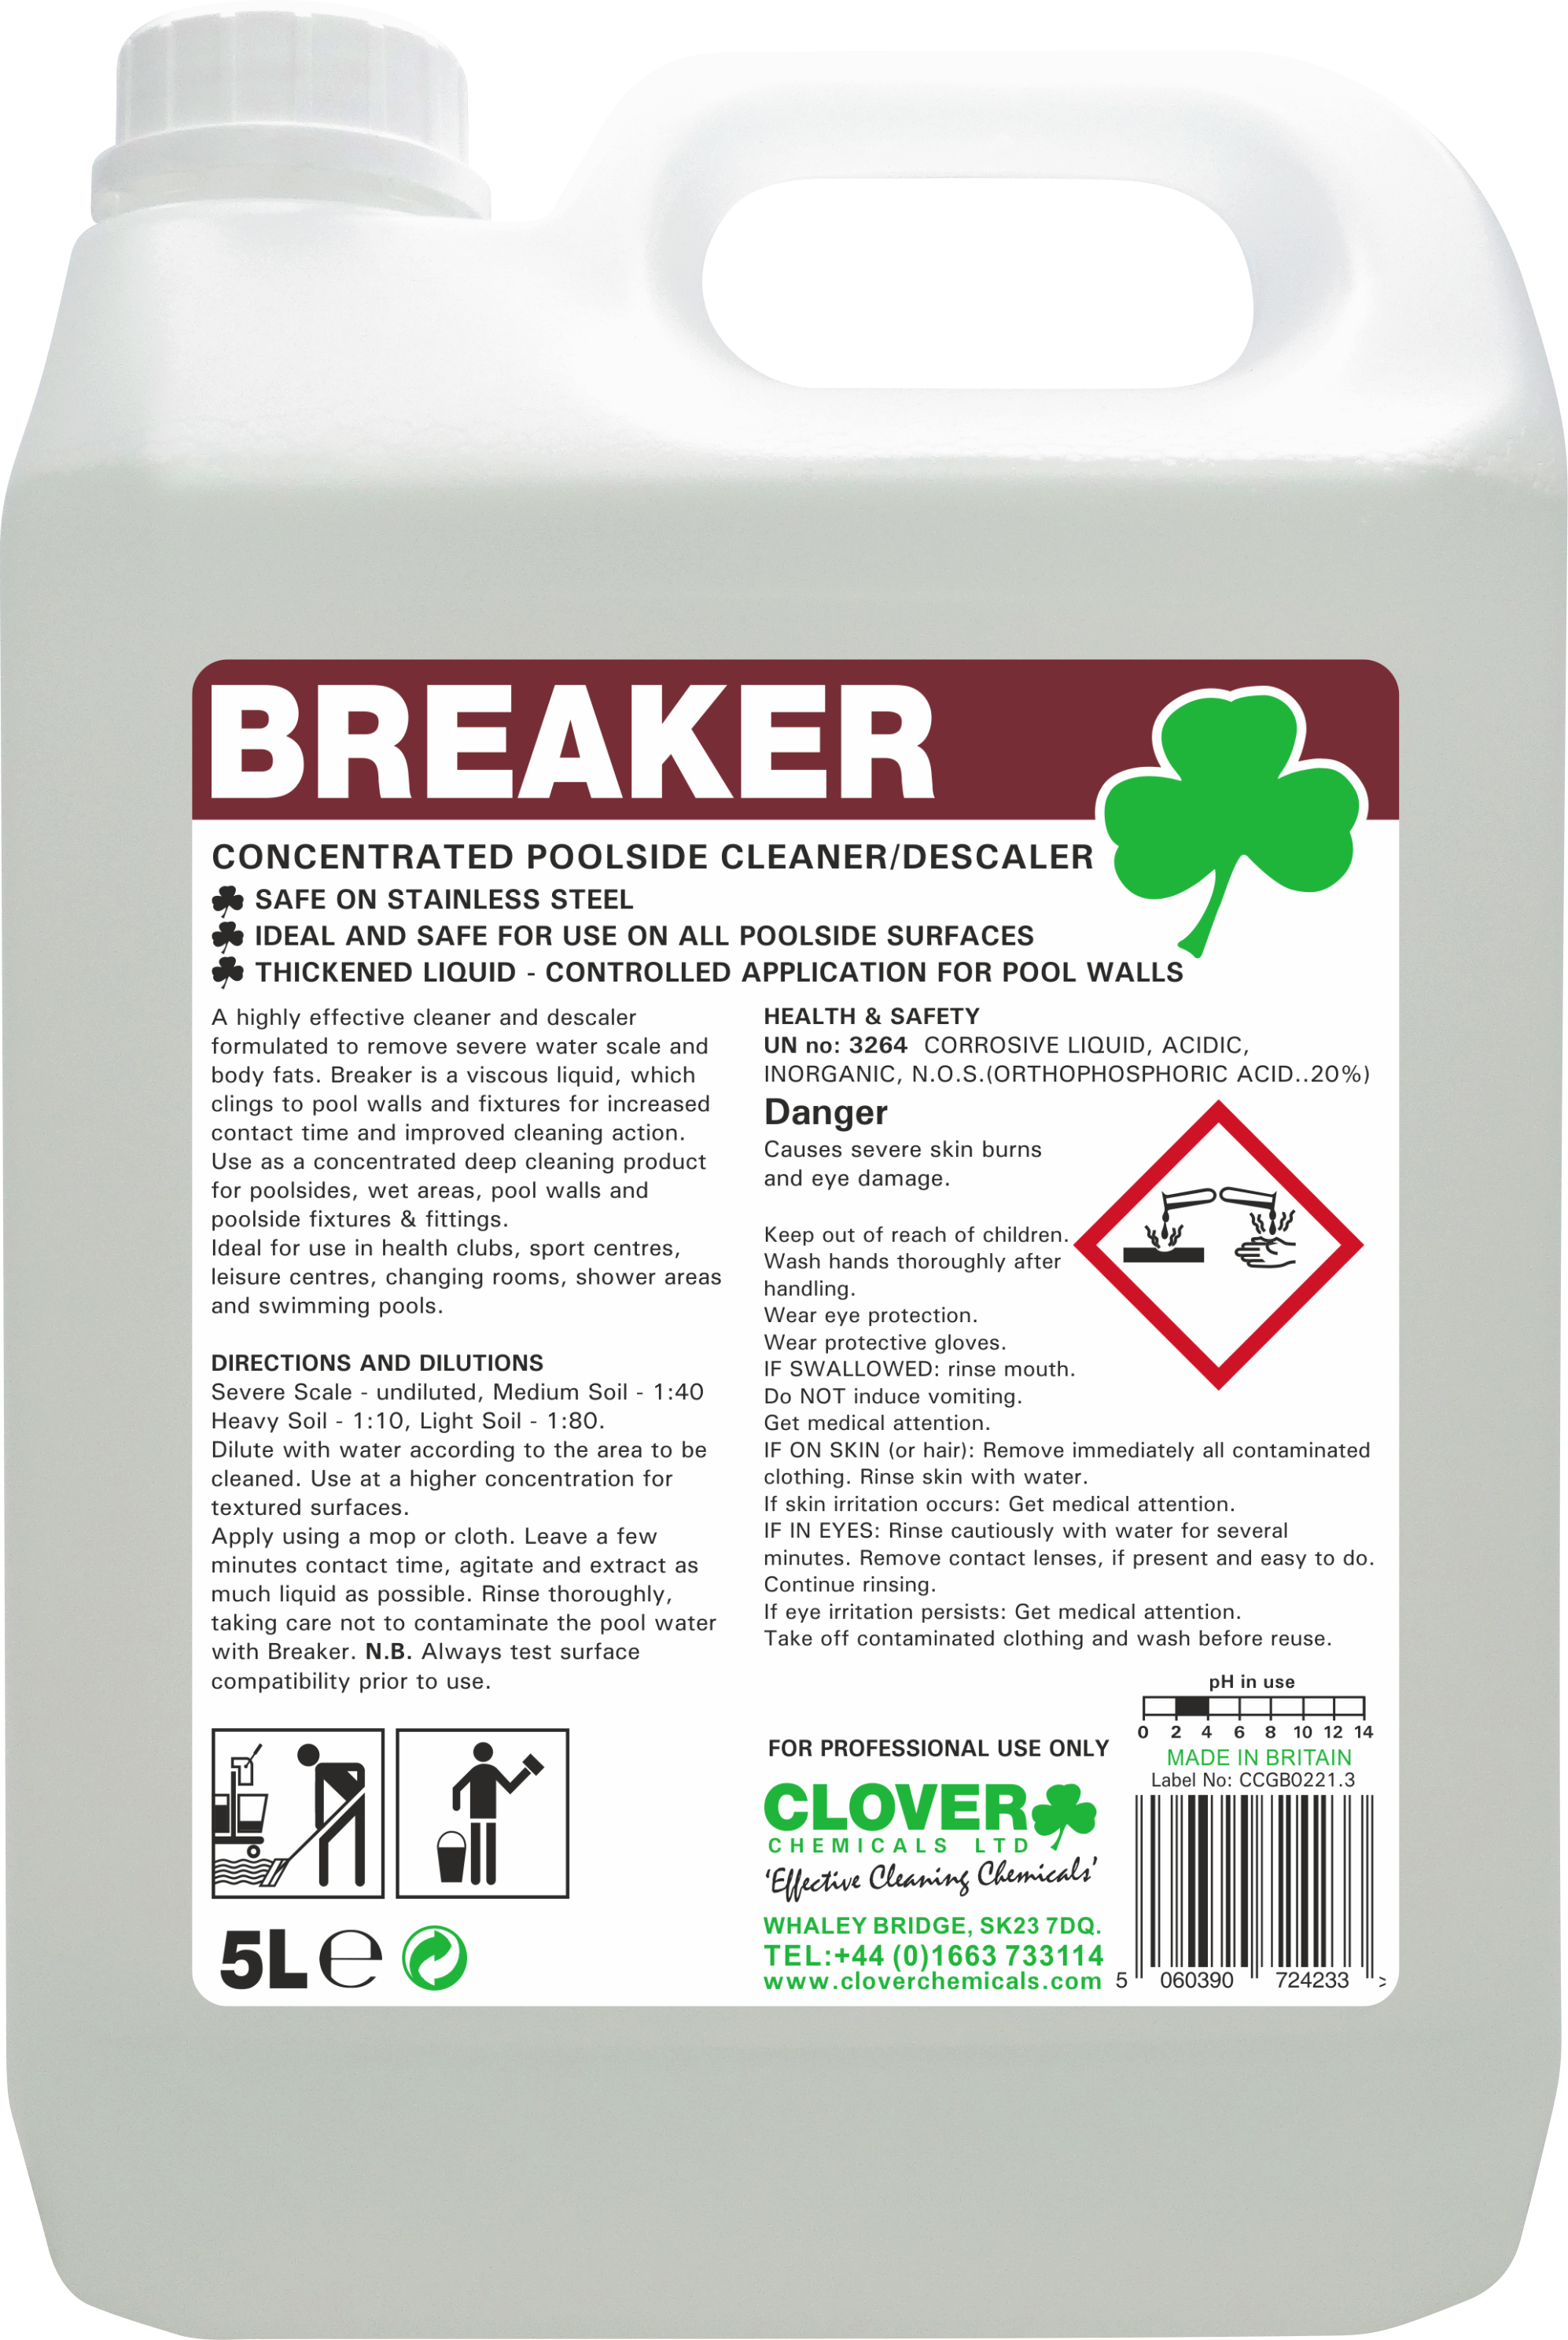 BREAKER
CONCENTRATED POOLSIDE CLEANER/DESCALER
SAFE ON STAINLESS STEEL
IDEAL AND SAFE FOR USE ON ALL POOLSIDE SURFACES
THICKENED LIQUID - CONTROLLED APPLICATION FOR POOL WALLS
A highly effective cleaner and descaler
formulated to remove severe water scale and
body fats. Breaker is a viscous liquid, which
clings to pool walls and fixtures for increased
contact time and improved cleaning action.
Use as a concentrated deep cleaning product
for poolsides, wet areas, pool walls and
poolside fixtures & fittings.
Ideal for use in health clubs, sport centres,
leisure centres, changing rooms, shower areas
and swimming pools.
DIRECTIONS AND DILUTIONS
Severe Scale - undiluted, Medium Soil - 1:40
Heavy Soil - 1:10, Light Soil - 1:80.
Dilute with water according to the area to be
cleaned. Use at a higher concentration for
textured surfaces.
Apply using a mop or cloth. Leave a few
minutes contact time, agitate and extract as
much liquid as possible. Rinse thoroughly,
taking care not to contaminate the pool water
with Breaker. N.B. Always test surface
compatibility prior to use.
5L e
HEALTH & SAFETY
UN no: 3264 CORROSIVE LIQUID, ACIDIC,
INORGANIC, N.O.S.(ORTHOPHOSPHORIC ACID..20%)
Danger
Causes severe skin burns
and eye damage.
Keep out of reach of children.
Wash hands thoroughly after
handling.
Wear eye protection.
Wear protective gloves.
IF SWALLOWED: rinse mouth.
Do NOT induce vomiting.
Get medical attention.
IF ON SKIN (or hair): Remove immediately all contaminated
clothing. Rinse skin with water.
If skin irritation occurs: Get medical attention.
IF IN EYES: Rinse cautiously with water for several
minutes. Remove contact lenses, if present and easy to do.
Continue rinsing.
If eye irritation persists: Get medical attention.
Take off contaminated clothing and wash before reuse.
pH in use
0 2 4 6 8 10 12 14
FOR PROFESSIONAL USE ONLY
MADE IN BRITAIN
Label No: CCGB0221.3
CLOVER
CHEMICALS LTD
'Effective Cleaning Chemicals'
WHALEY BRIDGE, SK23 7DQ.
TEL:+44 (0)1663 733114
www.cloverchemicals.com
5 060390 724233 >